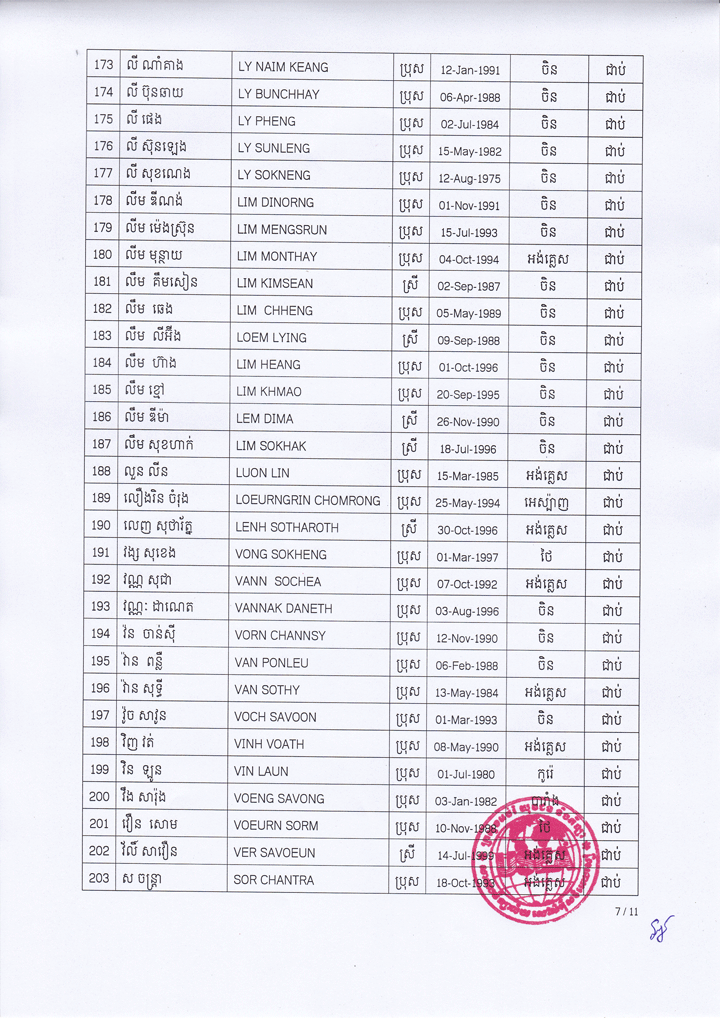 173 លី ណាំគាង LY NAIM KEANG ប្រុស 12-Jan-1991 ចិន ជាប់
174 លី ប៊ុនឆាយ LY BUNCHHAY ប្រុស 06-Apr-1988 ចិន ជាប់
175 លី ផេង LY PHENG ប្រុស 02-Jul-1984 ចិន ជាប់
176 លី ស៊ុនឡេង LY SUNLENG ប្រុស 15-May-1982 ចិន ជាប់
177 លី សុខណេង LY SOKNENG ប្រុស 12-Aug-1975 ចិន ជាប់
178 លីម ឌីណង់ LIM DINORNG ប្រុស 01-Nov-1991 ចិន ជាប់
179 លីម ម៉េងស្រ៊ុន LIM MENGSRUN ប្រុស 15-Jul-1993 ចិន ជាប់
180 លីម មុន្ថាយ LIM MONTHAY ប្រុស 04-Oct-1994 អង់គ្លេស ជាប់
181 លឹម គឹមសៀន LIM KIMSEAN ស្រី 02-Sep-1987 ចិន ជាប់
182 លឹម ឆេង LIM CHHENG ប្រុស 05-May-1989 ចិន ជាប់
183 លឹម លីអ៊ីង LOEM LYING ស្រី 09-Sep-1988 ចិន ជាប់
184 លឹម ហ៊ាង LIM HEANG ប្រុស 01-Oct-1996 ចិន ជាប់
185 លឹម ខ្មៅ LIM KHMAO ប្រុស 20-Sep-1995 ចិន ជាប់
186 លឹម ឌីម៉ា LEM DIMA ស្រី 26-Nov-1990 ចិន ជាប់
187 លឹម សុខហាក់ LIM SOKHAK ស្រី 18-Jul-1996 ចិន ជាប់
188 លួន លីន LUON LIN ប្រុស 15-Mar-1985 អង់គ្លេស ជាប់
189 លឿងរិន ចំរុង LOEURNGRIN CHOMRONG ប្រុស 25-May-1994 អេស្ប៉ាញ ជាប់
190 លេញ សុថារ័ត្ន LENH SOTHAROTH ស្រី 30-Oct-1996 អង់គ្លេស ជាប់
191 វង្ស សុខេង VONG SOKHENG ប្រុស 01-Mar-1997 ថៃ ជាប់
192 វណ្ណ សុជា VANN SOCHEA ប្រុស 07-Oct-1992 អង់គ្លេស ជាប់
193 វណ្ណៈ ដាណេត VANNAK DANETH ប្រុស 03-Aug-1996 ចិន ជាប់
194 វ៉ន ចាន់ស៊ី VORN CHANNSY ប្រុស 12-Nov-1990 ចិន ជាប់
195 វ៉ាន ពន្លឺ VAN PONLEU ប្រុស 06-Feb-1988 ចិន ជាប់
196 វ៉ាន សុទ្ធី VAN SOTHY ប្រុស 13-May-1984 អង់គ្លេស ជាប់
197 វ៉ូច សាវូន VOCH SAVOON ប្រុស 01-Mar-1993 ចិន ជាប់
198 វិញ វត់ VINH VOATH ប្រុស 08-May-1990 អង់គ្លេស ជាប់
199 វិន ឡូន VIN LAUN ប្រុស 01-Jul-1980 កូរ៉េ ជាប់
200 វឹង សារ៉ុង VOENG SAVONG ប្រុស 03-Jan-1982 បារាំង ជាប់
201 វឿន សោម VOEURN SORM ប្រុស 10-Nov-1988 ថៃ ជាប់
202 វ័លី៍ សាវឿន VER SAVOEUN ស្រី 14-Jul-1999 អង់គ្លេស ជាប់
203 ស ចន្ត្រា SOR CHANTRA ប្រុស 18-Oct-1993 អង់គ្លេស ជាប់
7 / 11